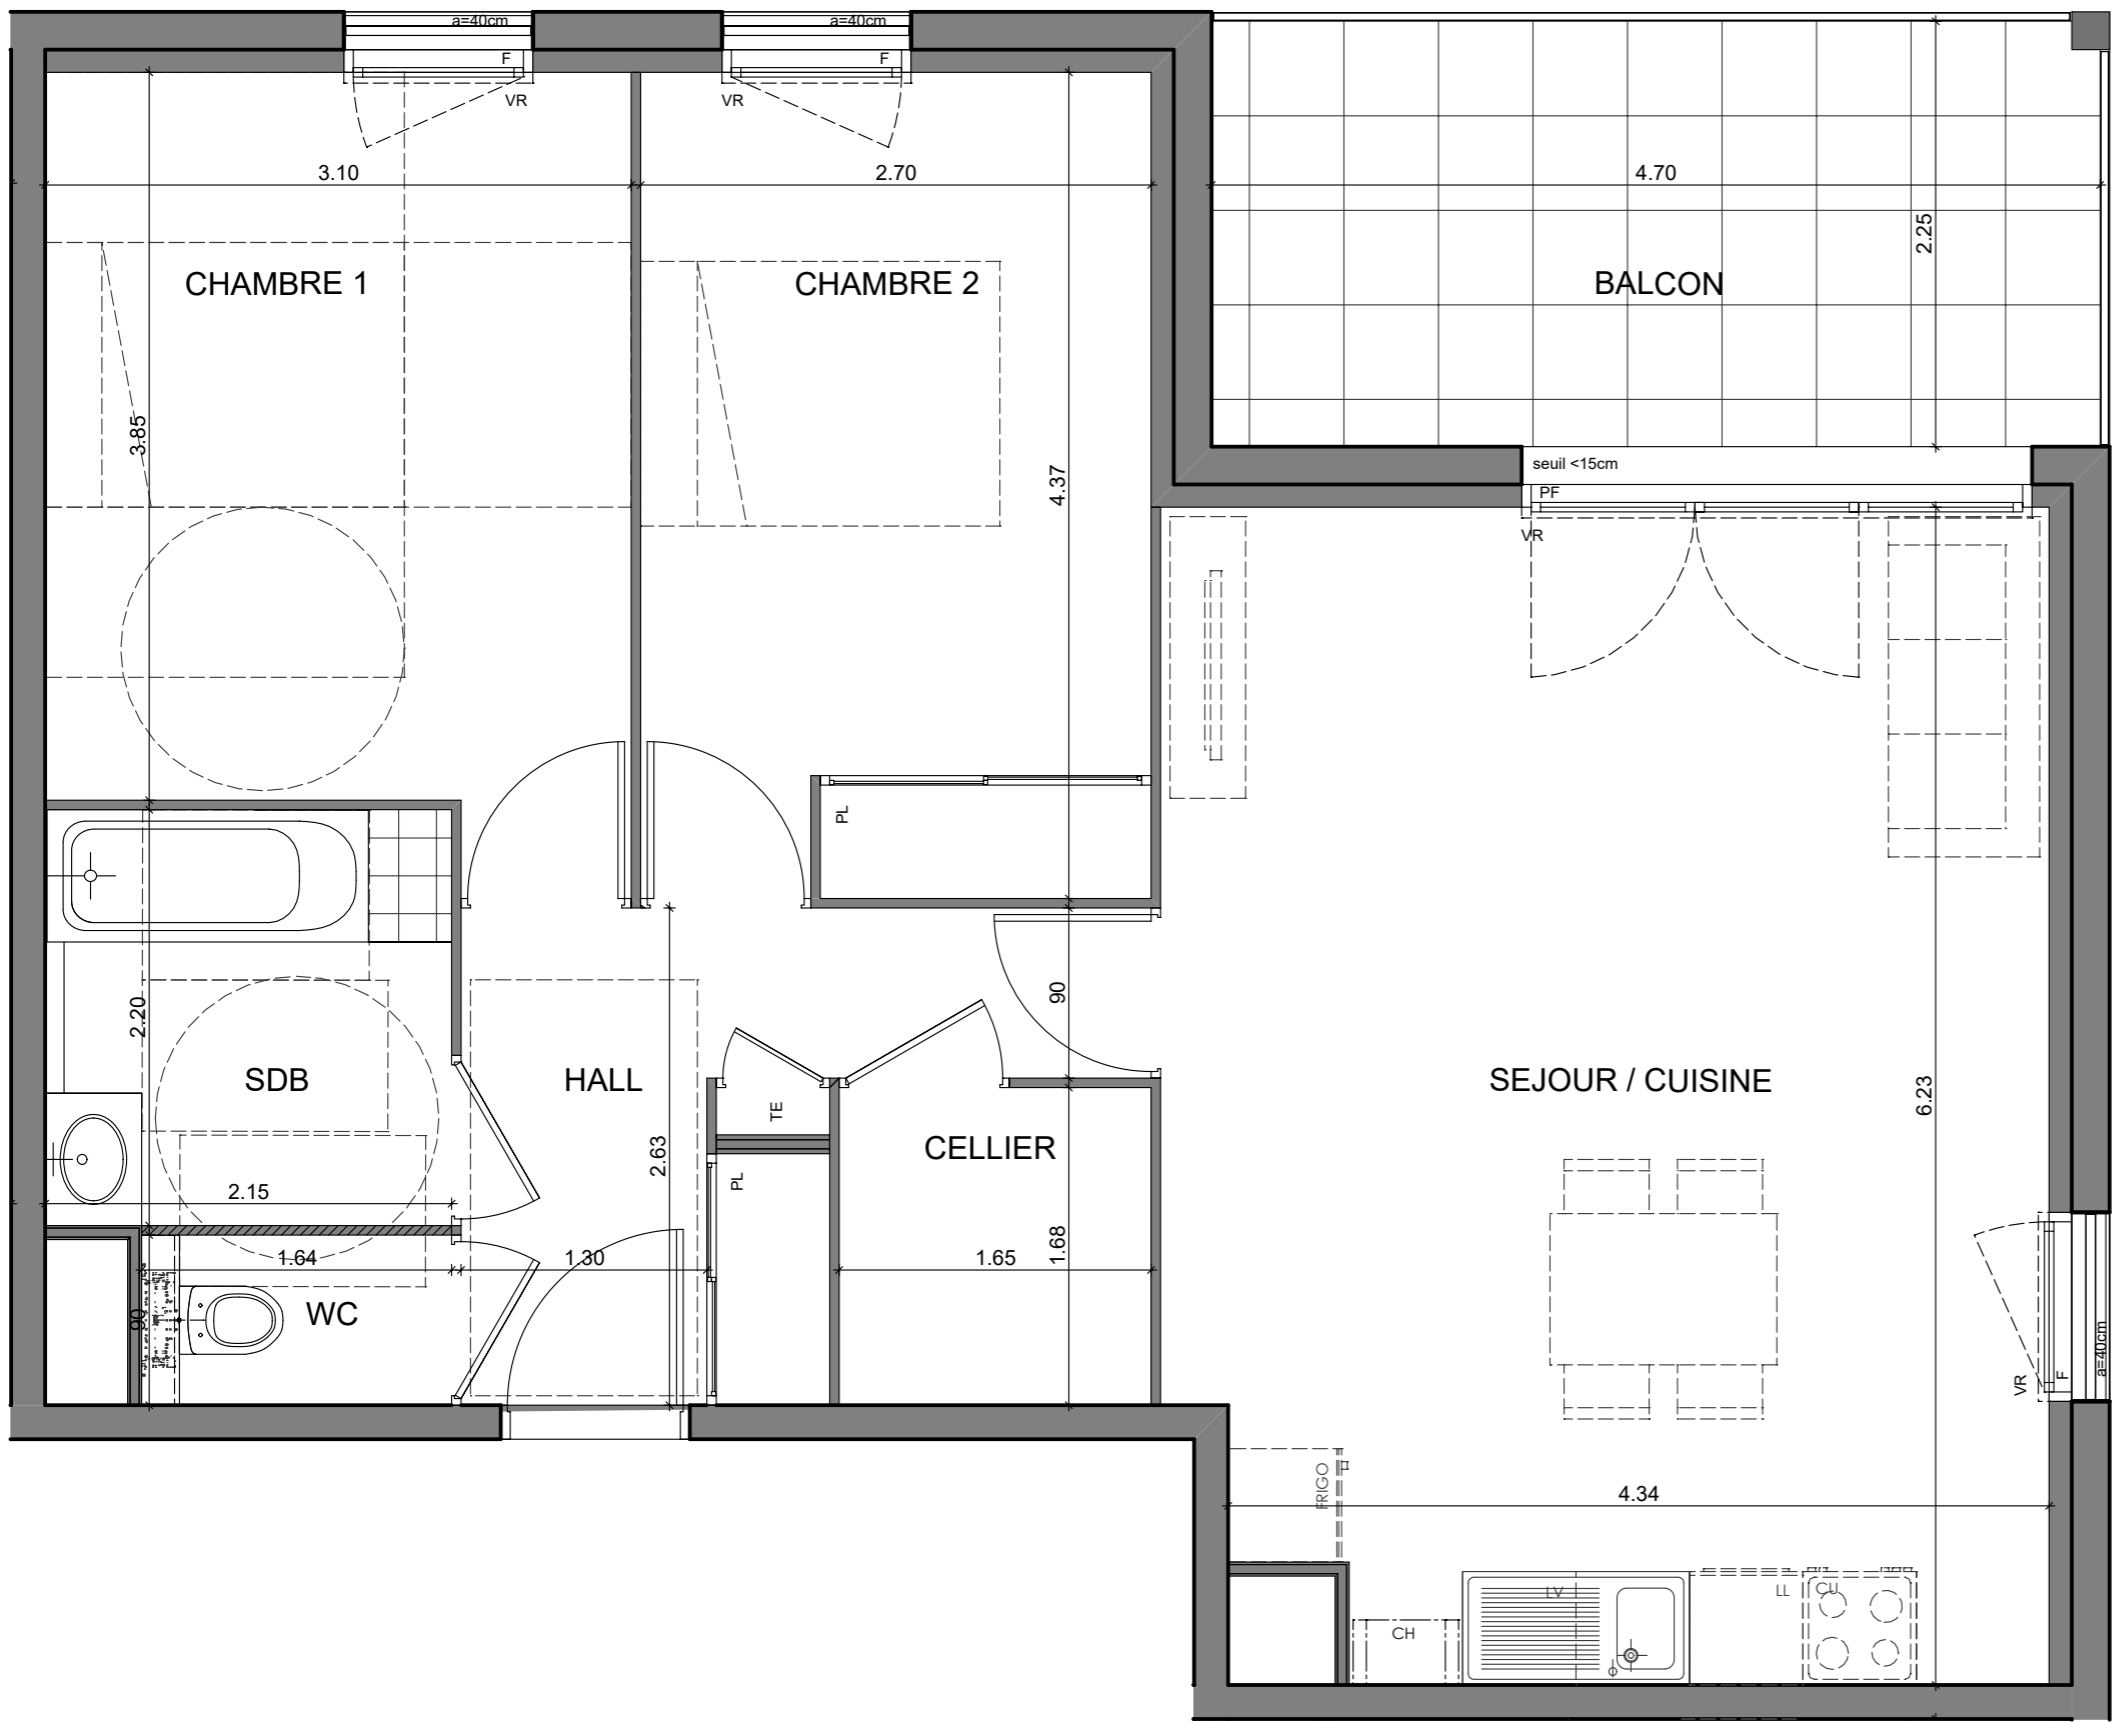 a=40cm
a=40cm
F
F
VR
VR
3.10
2.70
4.70
2.25
CHAMBRE 1
CHAMBRE 2
BALCON
3.85
4.37
seuil <15cm
PF
VR
PL
2.20
90
SDB
HALL
SEJOUR / CUISINE
TE
6.23
CELLIER
2.63
PL
2.15
1.64
1.30
1.65
1.68
90
WC
VR
F
a=40cm
FRIGO
4.34
LV
LL
CU
CH